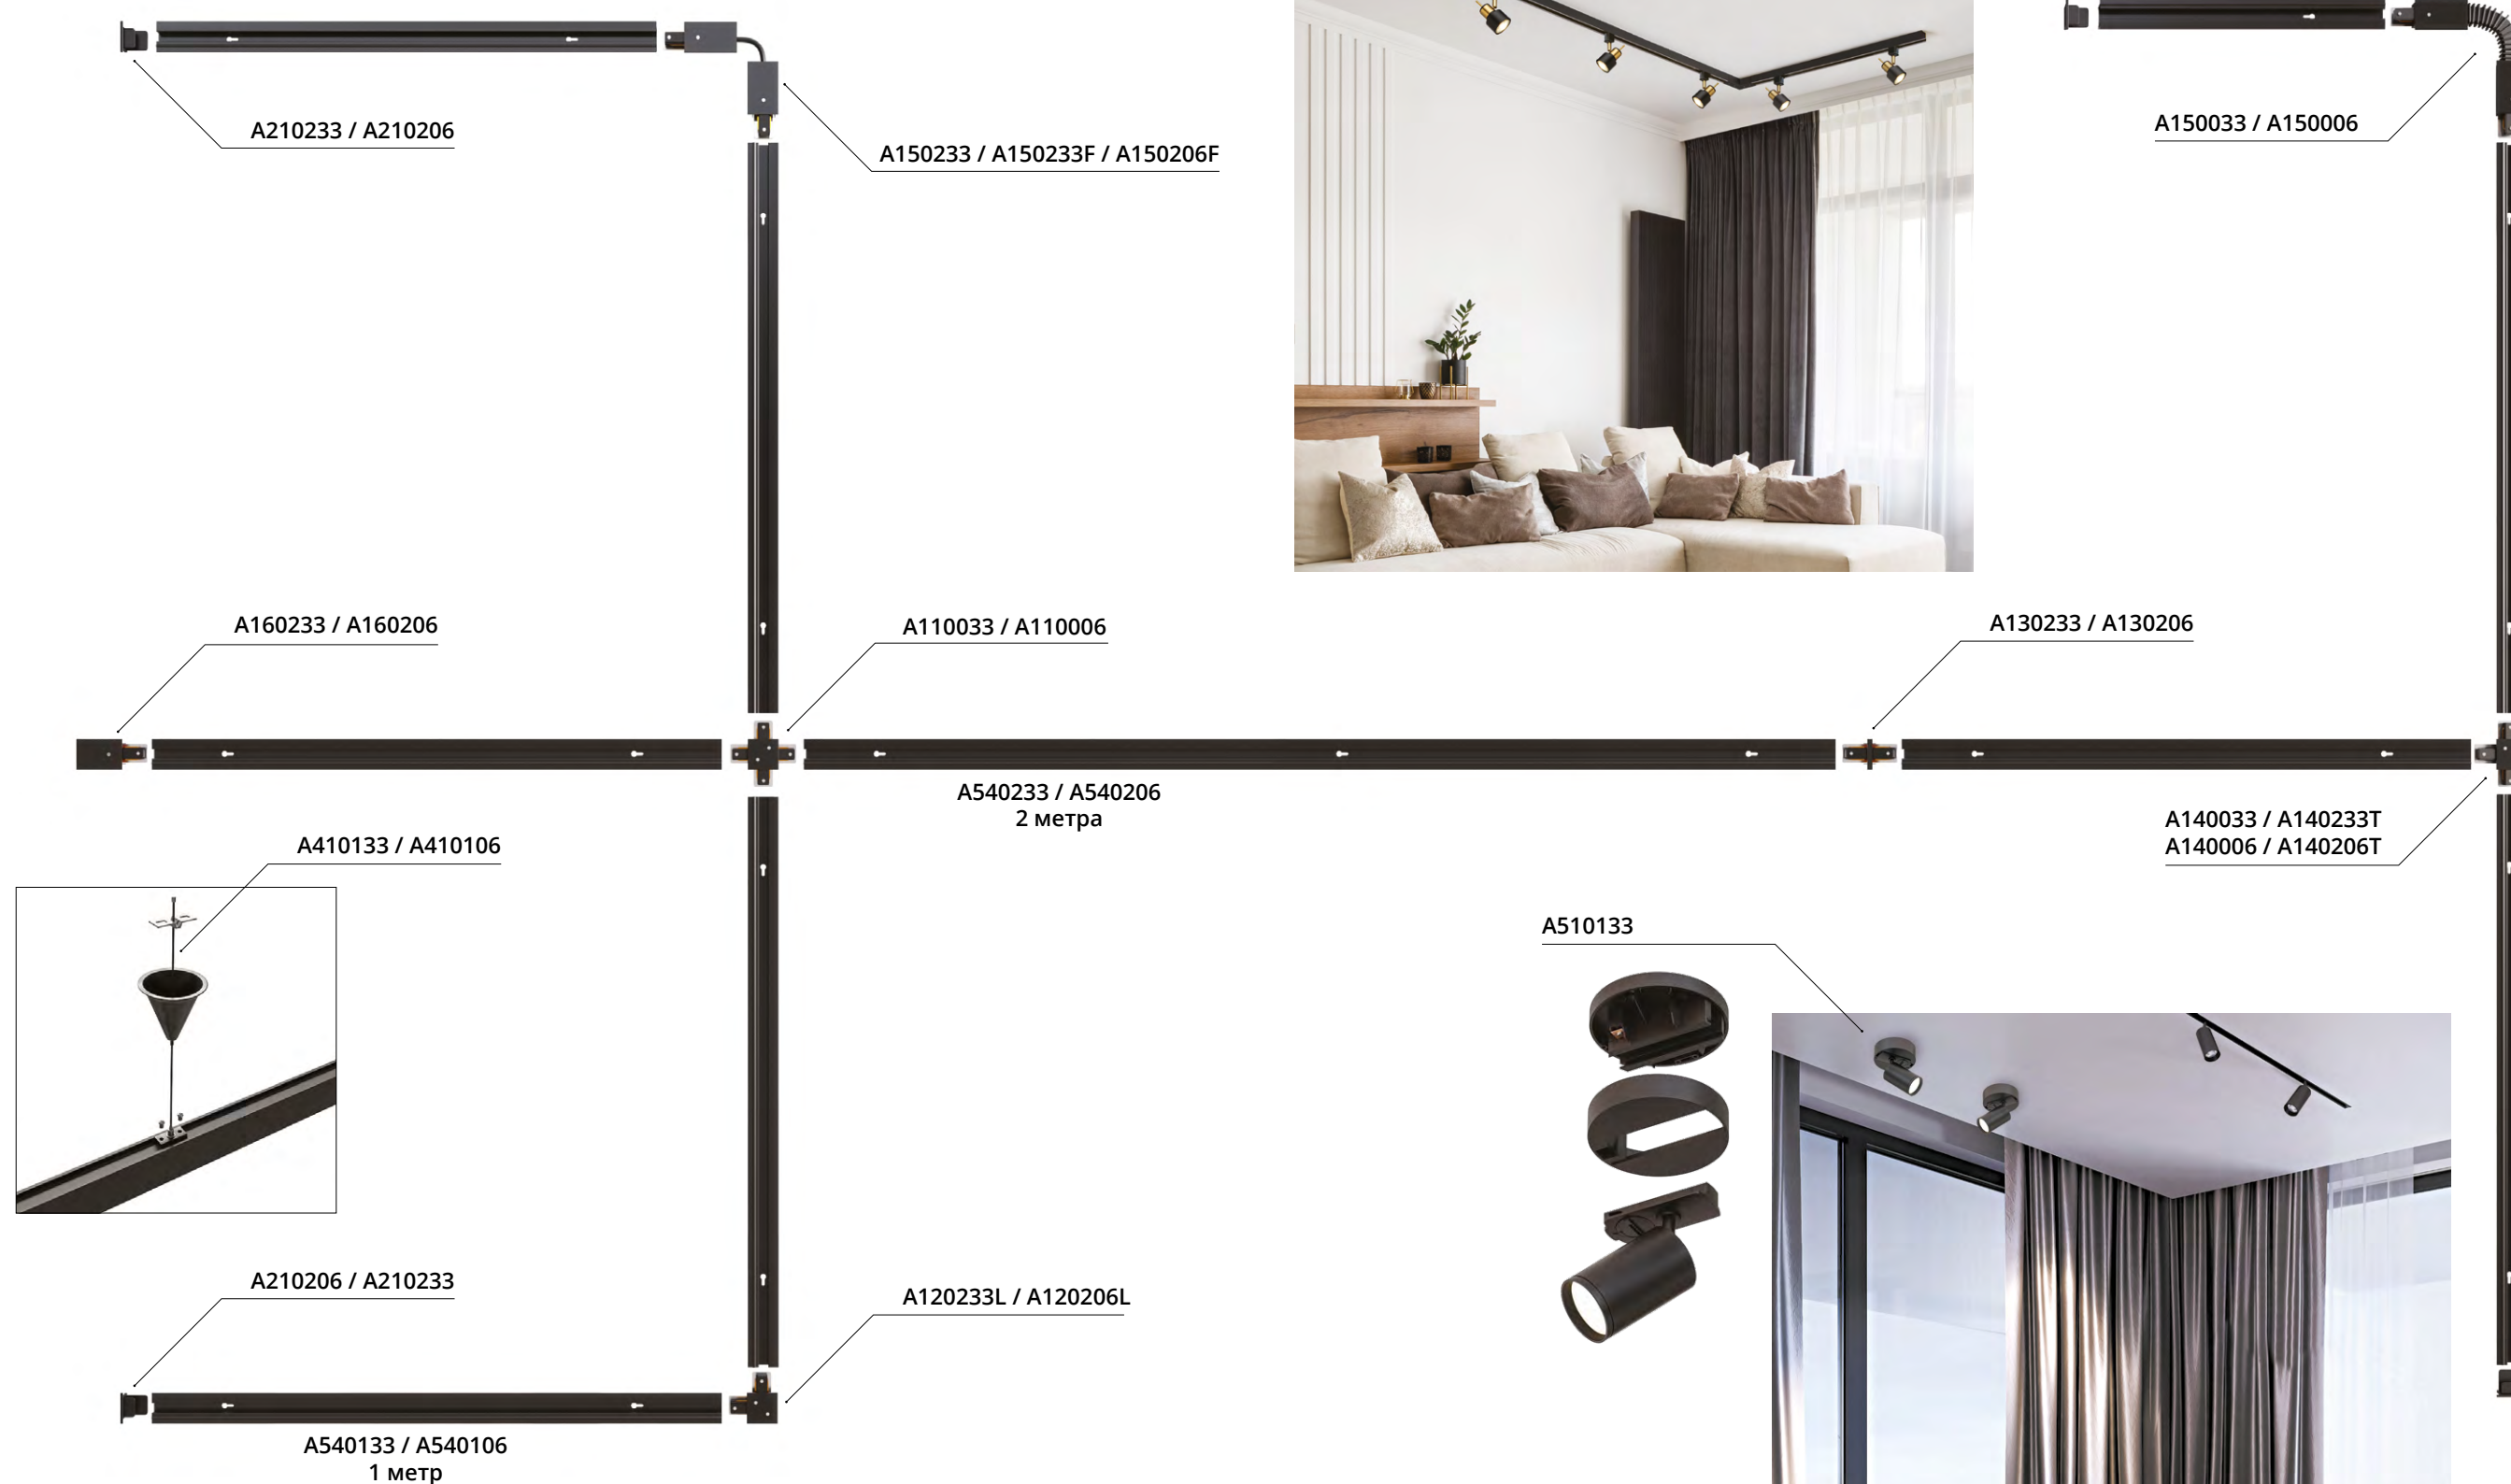 A210233 / A210206
A150233 / A150233F / A150206F
A150033 / A150006
A160233 / A160206
A110033 / A110006
A130233 / A130206
A540233 / A540206
2 метра
A410133 / A410106
A140033 / A140233T
A140006 / A140206T
A510133
A210206 / A210233
A120233L / A120206L
A540133 / A540106
1 метр